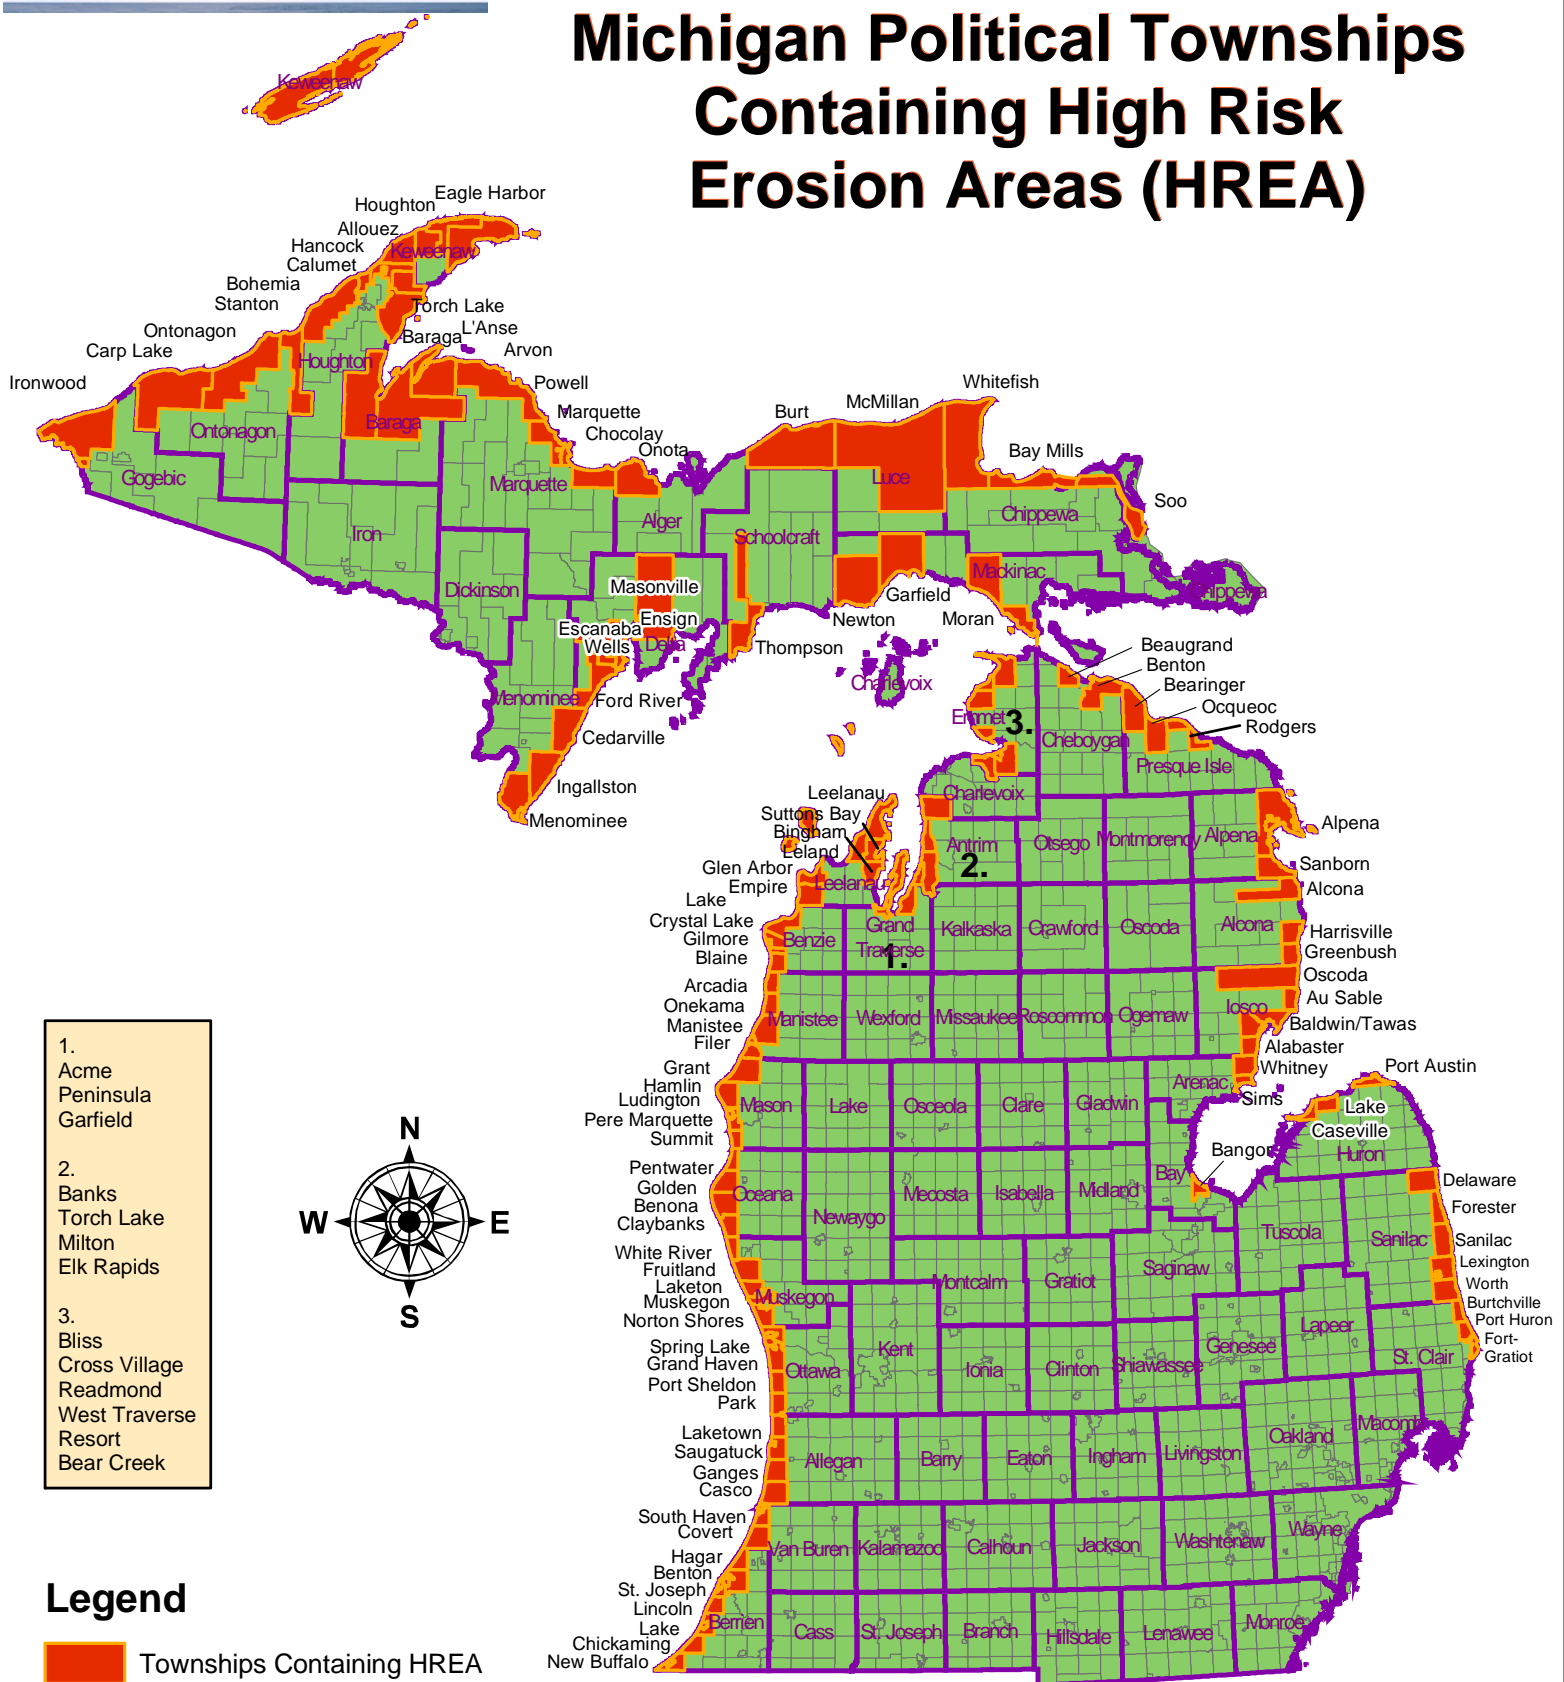 Michigan Political Townships
Containing High Risk
Erosion Areas (HREA)
Keweenaw
Eagle Harbor
Houghton
Allouez
Hancock
Keweenaw
Calumet
Bohemia
Stanton
Torch Lake
Ontonagon
L'Anse
Baraga
Carp Lake
Arvon
Houghton
Ironwood
Powell
Whitefish
Marquette
Burt
McMillan
Baraga
Ontonagon
Chocolay
Onota
Bay Mills
Gogebic
Marquette
Luce
Soo
Alger
Chippewa
Iron
Schoolcraft
Mackinac
Dickinson
Masonville
Garfield
Chippewa
Ensign
Newton
Moran
Escanaba
Wells
Delta
Thompson
Beaugrand
Benton
Charlevoix
Bearinger
Menominee
Ford River
Ocqueoc
Emmet
3.
Rodgers
Cedarville
Cheboygan
Presque Isle
Ingallston
Leelanau
Charlevoix
Suttons Bay
Menominee
Alpena
Bingham
Antrim
Otsego
Montmorency
Alpena
Leland
2.
Glen Arbor
Sanborn
Empire
Leelanau
Alcona
Lake
Crystal Lake
Grand
Traverse
1.
Kalkaska
Crawford
Oscoda
Alcona
Gilmore
Benzie
Harrisville
Blaine
Greenbush
Oscoda
Arcadia
Au Sable
Onekama
Iosco
Manistee
Manistee
Wexford
Missaukee
Roscommon
Ogemaw
Baldwin/Tawas
Filer
Alabaster
Grant
Whitney
Port Austin
Hamlin
Arenac
Ludington
Mason
Lake
Osceola
Clare
Gladwin
Sims
Lake
Pere Marquette
Caseville
Summit
Bangor
Huron
Pentwater
Bay
Delaware
Golden
Oceana
Mecosta
Isabella
Midland
Benona
Forester
Claybanks
Newaygo
Tuscola
Sanilac
Sanilac
White River
Lexington
Fruitland
Saginaw
Laketon
Montcalm
Gratiot
Worth
Muskegon
Muskegon
Burtchville
Norton Shores
Port Huron
Lapeer
Fort-
Gratiot
Spring Lake
Kent
Genesee
Grand Haven
Ottawa
Ionia
Clinton
Shiawassee
St. Clair
Port Sheldon
Park
Macomb
Laketown
Oakland
Saugatuck
Allegan
Barry
Eaton
Ingham
Livingston
Ganges
Casco
South Haven
Covert
Van Buren
Kalamazoo
Calhoun
Jackson
Washtenaw
Wayne
Hagar
Benton
St. Joseph
Lincoln
Berrien
Cass
St. Joseph
Branch
Hillsdale
Lenawee
Monroe
Lake
Chickaming
New Buffalo
1.
Acme
Peninsula
Garfield
2.
Banks
Torch Lake
Milton
Elk Rapids
3.
Bliss
Cross Village
Readmond
West Traverse
Resort
Bear Creek
N
W
E
S
Legend
Townships Containing HREA